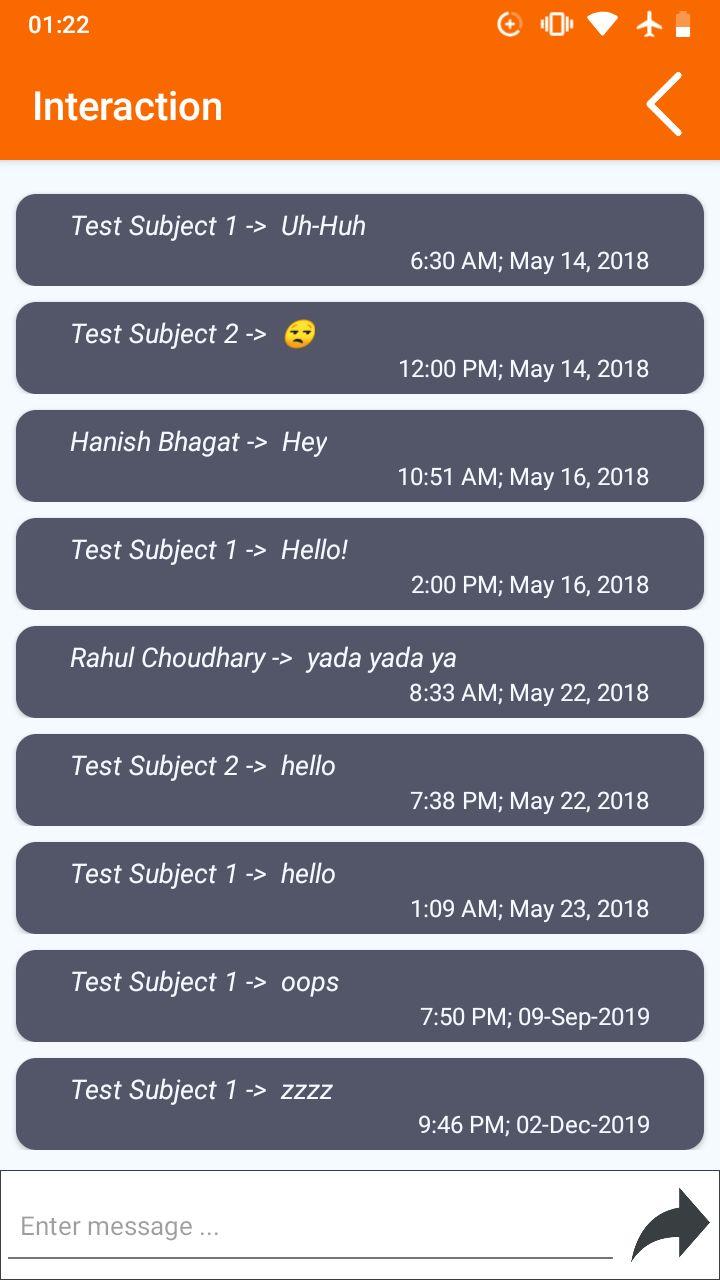 01:22
Interaction
Test Subject 1 -> Uh-Huh
6:30 AM; May 14, 2018
Test Subject 2 -> 😒
12:00 PM; May 14, 2018
Hanish Bhagat -> Hey
10:51 AM; May 16, 2018
Test Subject 1 -> Hello!
2:00 PM; May 16, 2018
Rahul Choudhary -> yada yada ya
8:33 AM; May 22, 2018
Test Subject 2 -> hello
7:38 PM; May 22, 2018
Test Subject 1 -> hello
1:09 AM; May 23, 2018
Test Subject 1 -> oops
7:50 PM; 09-Sep-2019
Test Subject 1 -> zzzz
9:46 PM; 02-Dec-2019
Enter message ...